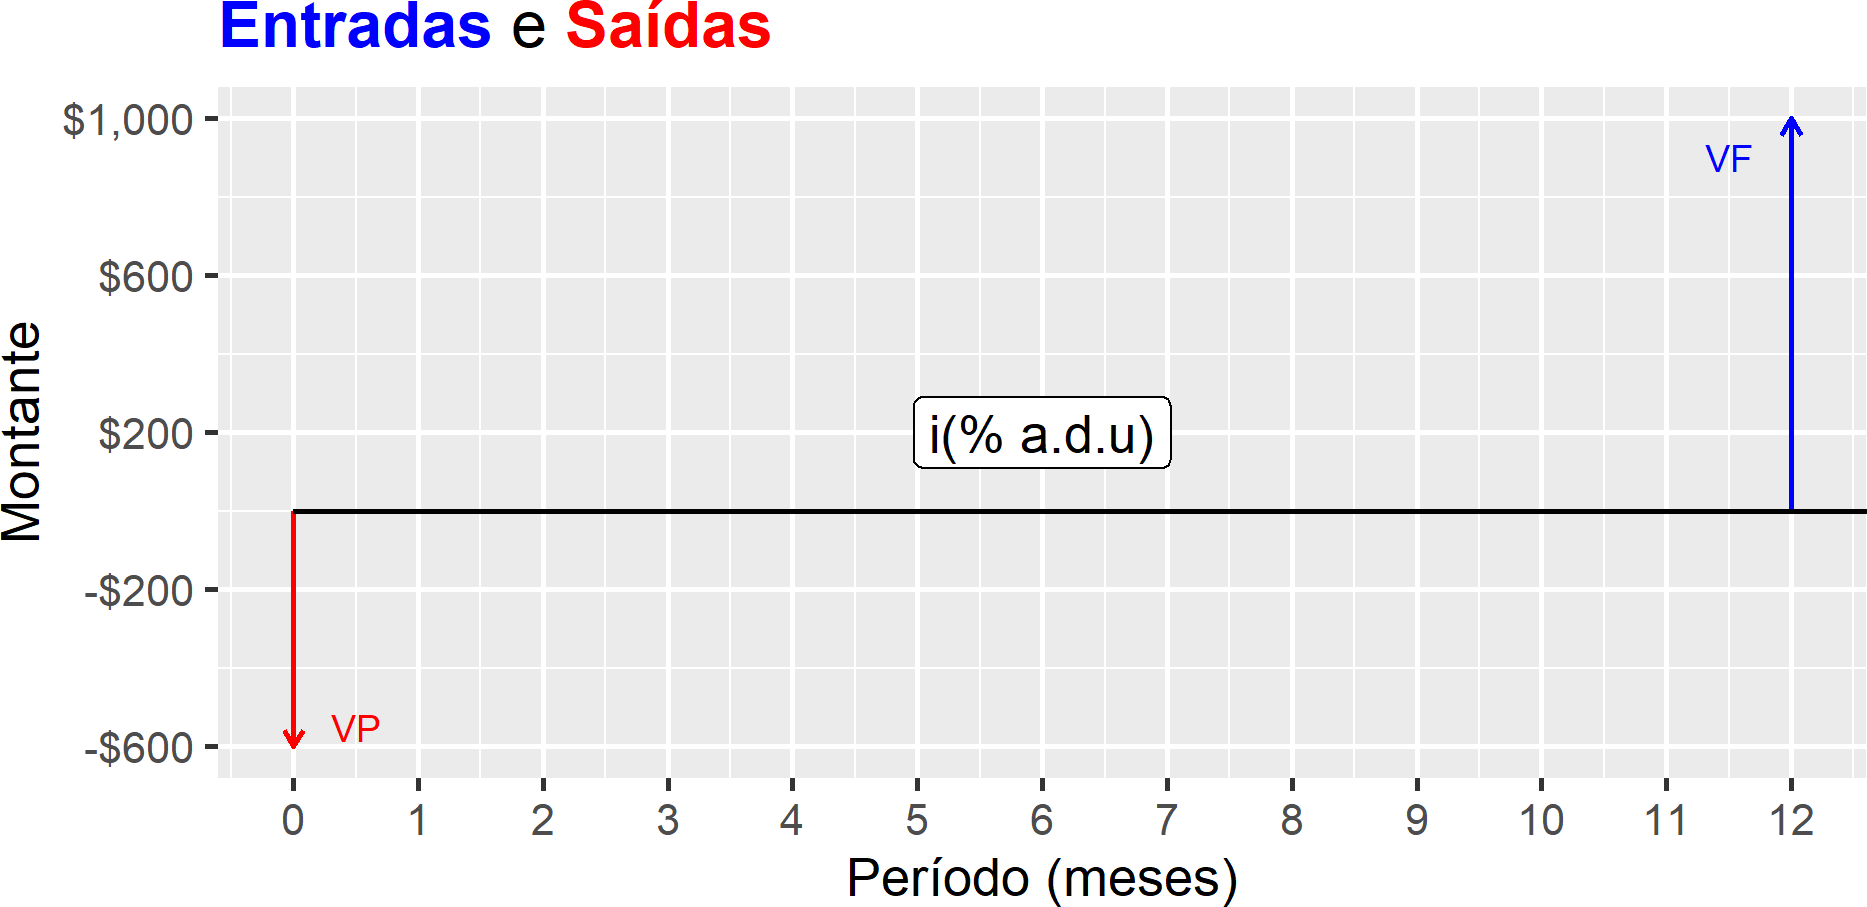 Entradas e Saídas
Montante
$1,000
$600
$200
-$200
-$600
VF
i(% a.d.u)
VP
0 1 2 3 4 5 6 7 8 9 10 11 12
Período (meses)